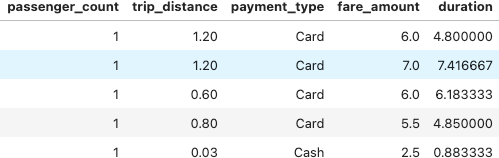 passenger_count trip_distance payment_type fare_amount duration
1 1.20 Card 6.0 4.800000
1 1.20 Card 7.0 7.416667
1 0.60 Card 6.0 6.183333
1 0.80 Card 5.5 4.850000
1 0.03 Cash 2.5 0.883333